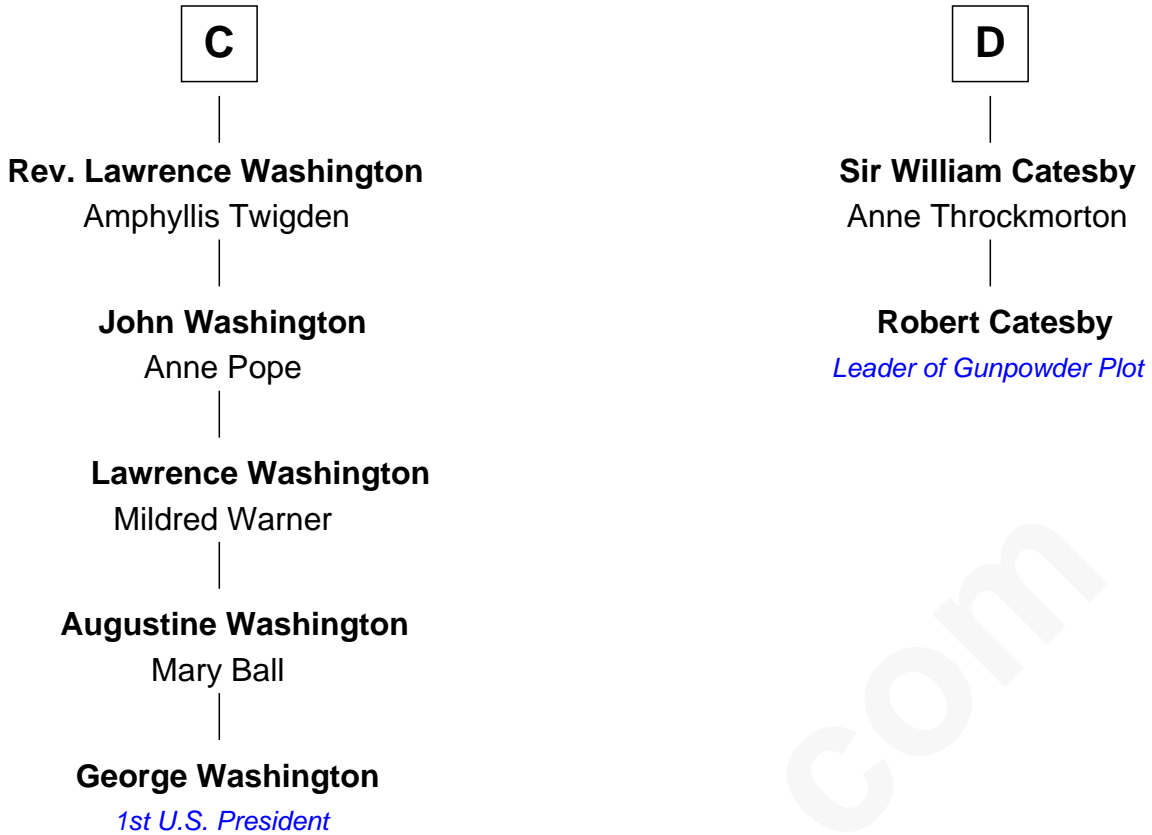 C
Rev. Lawrence Washington
Amphyllis Twigden
John Washington
Anne Pope
Lawrence Washington
Mildred Warner
Augustine Washington
Mary Ball
George Washington
1st U.S. President
D
Sir William Catesby
Anne Throckmorton
Robert Catesby
Leader of Gunpowder Plot
com